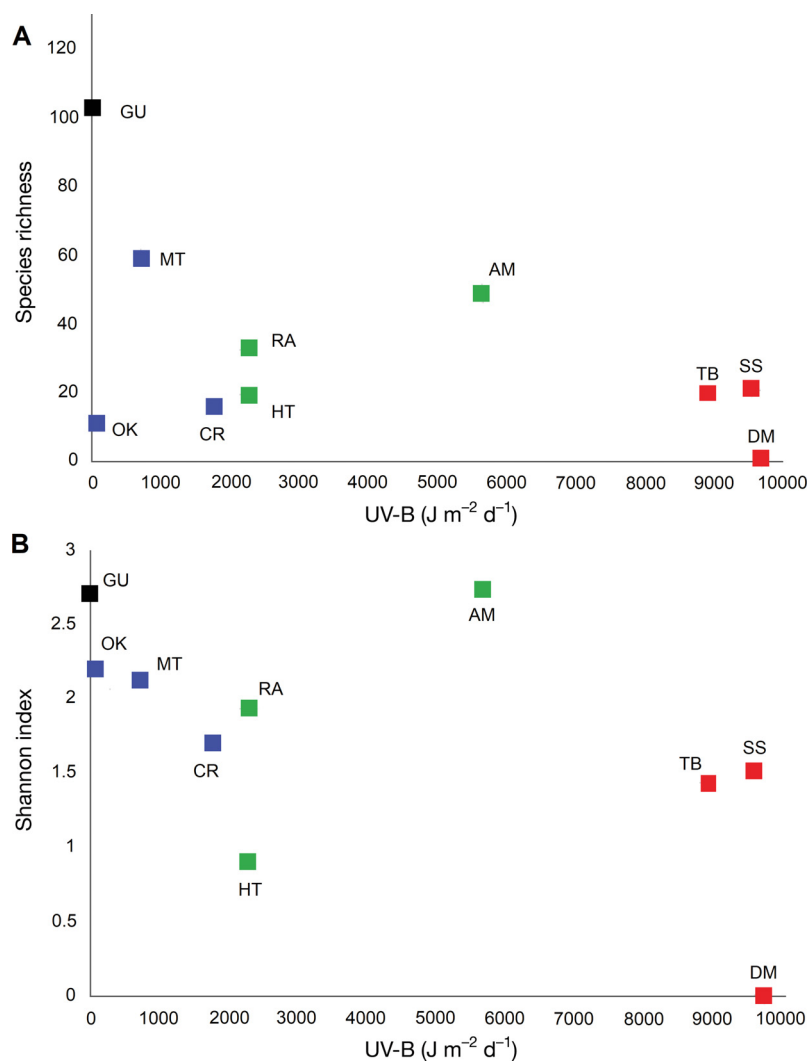 A
120
100
80
60
40
20
0
Species richness
GU
MT
AM
RA
HT
OK
CR
TB
SS
DM
0 1000 2000 3000 4000 5000 6000 7000 8000 9000 10000
UV-B (J m⁻² d⁻¹)
B
3
2.5
2
1.5
1
0.5
0
Shannon index
GU
OK
MT
AM
RA
CR
HT
TB
SS
DM
0 1000 2000 3000 4000 5000 6000 7000 8000 9000 10000
UV-B (J m⁻² d⁻¹)